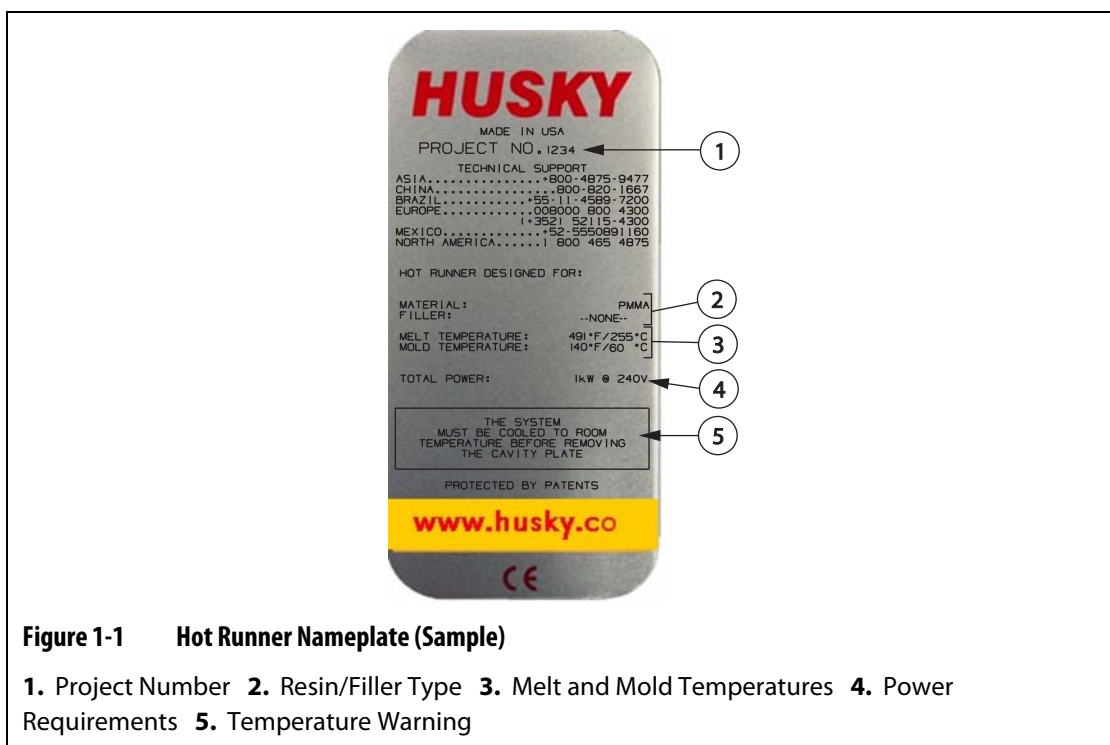 HUSKY
MADE IN USA
PROJECT NO. 1234
TECHNICAL SUPPORT
ASIA...............+800-4875-9477
CHINA...............800-820-1667
BRAZIL...........+55-11-4589-7200
EUROPE............008000 800 4300
(+352) 52115-4300
MEXICO.............+52-5550891160
NORTH AMERICA......1 800 465 4875
HOT RUNNER DESIGNED FOR:
MATERIAL: PMMA
FILLER: --NONE--
MELT TEMPERATURE: 491°F/255°C
MOLD TEMPERATURE: 140°F/60 °C
TOTAL POWER: 1kW @ 240V
THE SYSTEM
MUST BE COOLED TO ROOM
TEMPERATURE BEFORE REMOVING
THE CAVITY PLATE
PROTECTED BY PATENTS
www.husky.co
CE
1
2
3
4
5
Figure 1-1 Hot Runner Nameplate (Sample)
1. Project Number 2. Resin/Filler Type 3. Melt and Mold Temperatures 4. Power
Requirements 5. Temperature Warning